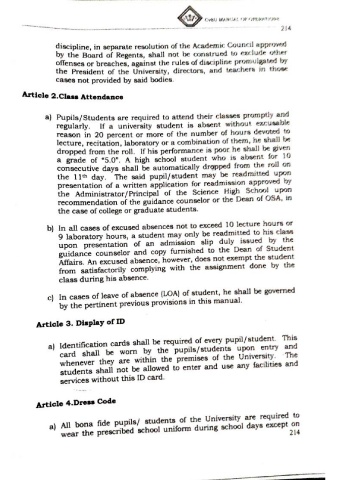 CVSU MANUAL OF OPERATIONS
214
discipline, in separate resolution of the Academic Council approved
by the Board of Regents, shall not be construed to exclude other
offenses or breaches, against the rules of discipline promulgated by
the President of the University, directors, and teachers in those
cases not provided by said bodies.
Article 2.Class Attendance
a) Pupils/Students are required to attend their classes promptly and
regularly. If a university student is absent without excusable
reason in 20 percent or more of the number of hours devoted to
lecture, recitation, laboratory or a combination of them, he shall be
dropped from the roll. If his performance is poor he shall be given
a grade of "5.0". A high school student who is absent for 10
consecutive days shall be automatically dropped from the roll on
the 11th day. The said pupil/student may be readmitted upon
presentation of a written application for readmission approved by
the Administrator/Principal of the Science High School upon
recommendation of the guidance counselor or the Dean of OSA, in
the case of college or graduate students.
b) In all cases of excused absences not to exceed 10 lecture hours or
9 laboratory hours, a student may only be readmitted to his class
upon presentation of an admission slip duly issued by the
guidance counselor and copy furnished to the Dean of Student
Affairs. An excused absence, however, does not exempt the student
from satisfactorily complying with the assignment done by the
class during his absence.
c) In cases of leave of absence (LOA) of student, he shall be governed
by the pertinent previous provisions in this manual.
Article 3. Display of ID
a) Identification cards shall be required of every pupil/student. This
card shall be worn by the pupils/students upon entry and
whenever they are within the premises of the University. The
students shall not be allowed to enter and use any facilities and
services without this ID card.
Article 4.Dress Code
a) All bona fide pupils/ students of the University are required to
wear the prescribed school uniform during school days except on
214